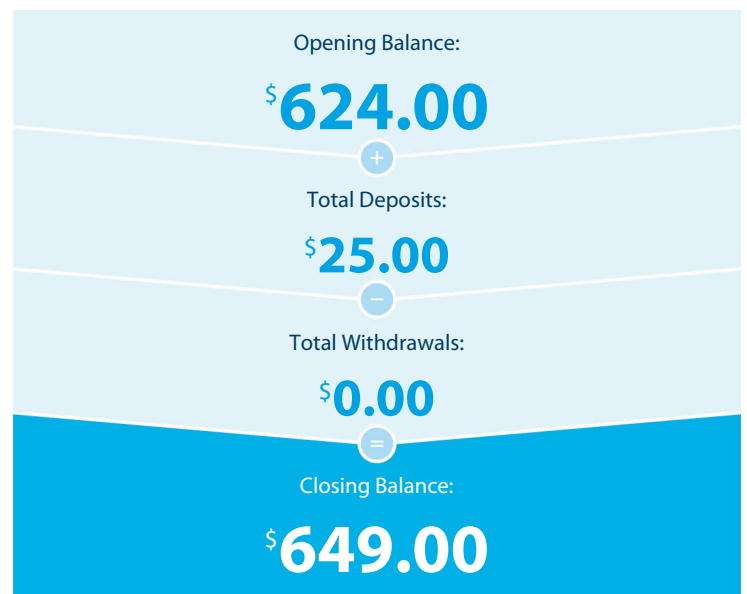 Opening Balance:
$624.00
+
Total Deposits:
$25.00
−
Total Withdrawals:
$0.00
=
Closing Balance:
$649.00